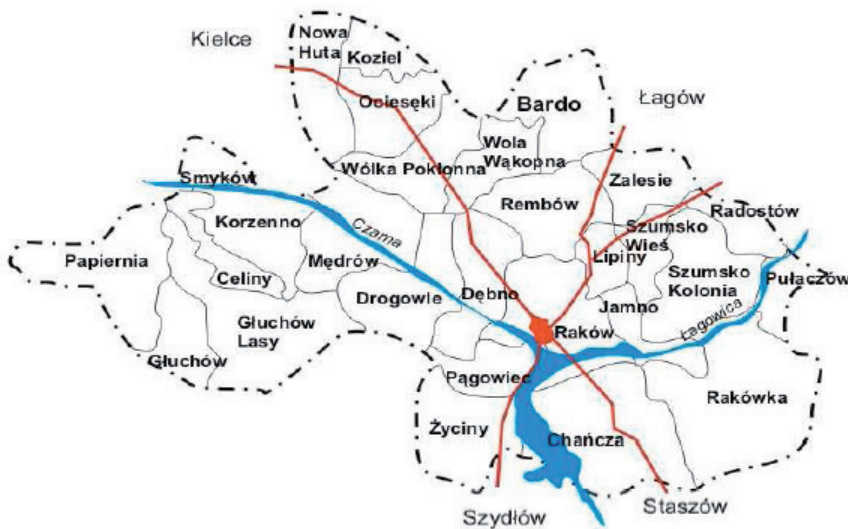 Kielce
Nowa
Huta
Koziel
Ociesęki
Bardo
Łagów
Wola
Wąkopna
Wólka Pokłonna
Smyków
Zalesie
Korzenno
Rembów
Radostów
Czarna
Szumsko
Wieś
Papiernia
Mędrów
Lipiny
Celiny
Szumsko
Kolonia
Pułaczów
Drogowle
Dębno
Jamno
Łagowica
Głuchów
Lasy
Raków
Głuchów
Pągowiec
Rakówka
Życiny
Chańcza
Szydłów
Staszów